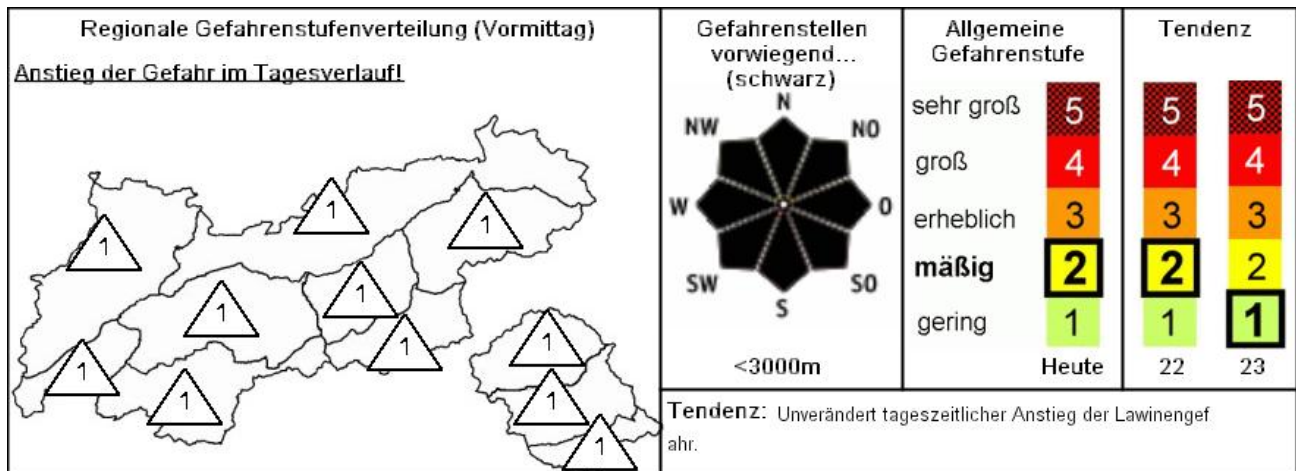 Regionale Gefahrenstufenverteilung (Vormittag)
Anstieg der Gefahr im Tagesverlauf!
1
1
1
1
1
1
1
1
1
1
1
Gefahrenstellen
vorwiegend...
(schwarz)
N
NW
NO
W
O
SW
SO
S
<3000m
Allgemeine
Gefahrenstufe
Tendenz
sehr groß 5 5 5
groß 4 4 4
erheblich 3 3 3
mäßig 2 2 2
gering 1 1 1
Heute 22 23
Tendenz: Unverändert tageszeitlicher Anstieg der Lawinengef
ahr.